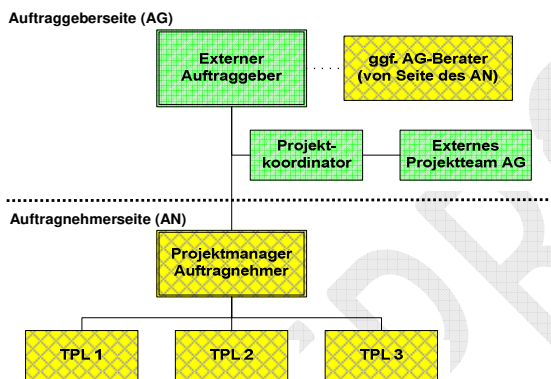 Auftraggeberseite (AG)
Externer
Auftraggeber
ggf. AG-Berater
(von Seite des AN)
Projekt-
koordinator
Externes
Projektteam AG
Auftragnehmerseite (AN)
Projektmanager
Auftragnehmer
TPL 1
TPL 2
TPL 3